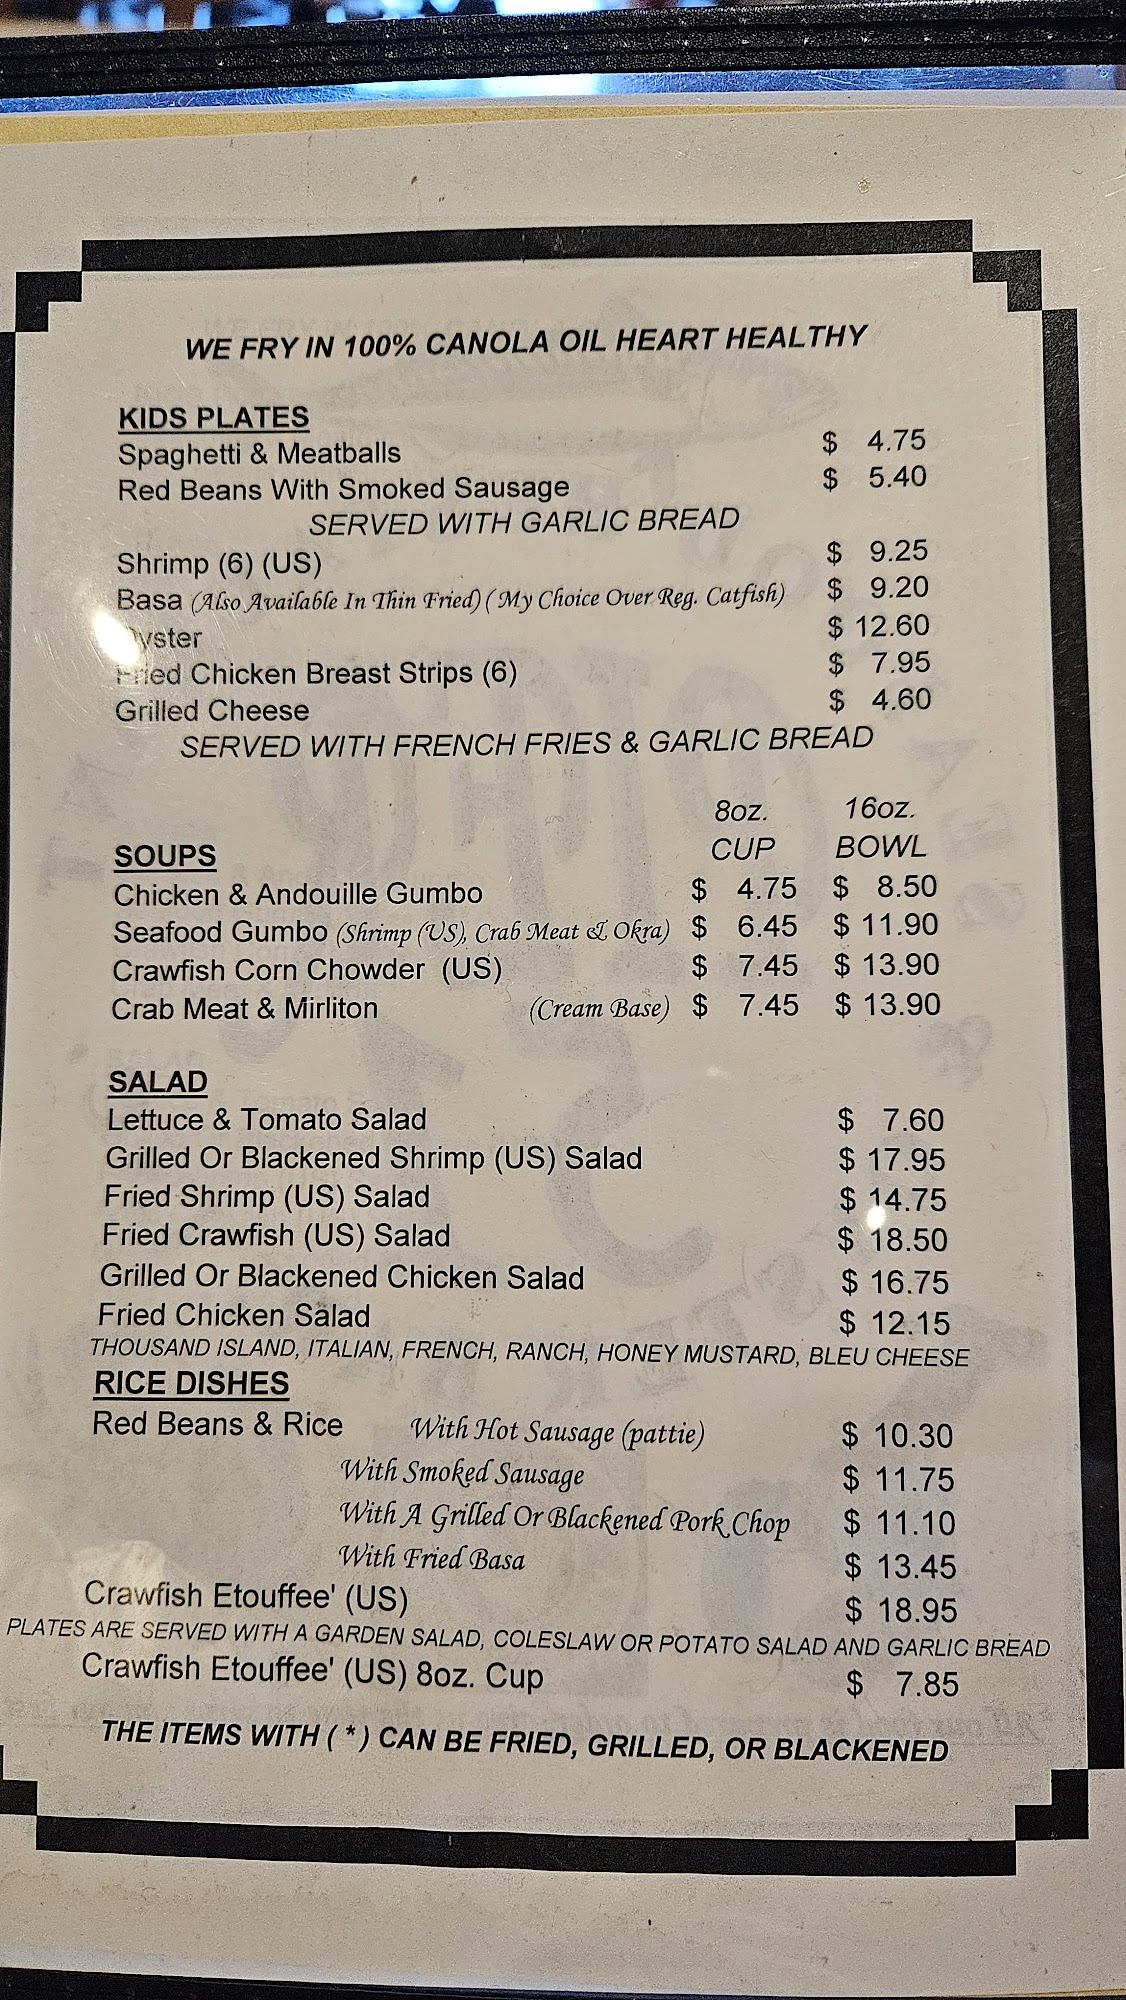 WE FRY IN 100% CANOLA OIL HEART HEALTHY
KIDS PLATES
Spaghetti & Meatballs $ 4.75
Red Beans With Smoked Sausage $ 5.40
SERVED WITH GARLIC BREAD
Shrimp (6) (US) $ 9.25
Basa (Also Available In Thin Fried) ( My Choice Over Reg. Catfish) $ 9.20
Oyster $ 12.60
Fried Chicken Breast Strips (6) $ 7.95
Grilled Cheese $ 4.60
SERVED WITH FRENCH FRIES & GARLIC BREAD
8oz. 16oz.
SOUPS CUP BOWL
Chicken & Andouille Gumbo $ 4.75 $ 8.50
Seafood Gumbo (Shrimp (US), Crab Meat & Okra) $ 6.45 $ 11.90
Crawfish Corn Chowder (US) $ 7.45 $ 13.90
Crab Meat & Mirliton (Cream Base) $ 7.45 $ 13.90
SALAD
Lettuce & Tomato Salad $ 7.60
Grilled Or Blackened Shrimp (US) Salad $ 17.95
Fried Shrimp (US) Salad $ 14.75
Fried Crawfish (US) Salad $ 18.50
Grilled Or Blackened Chicken Salad $ 16.75
Fried Chicken Salad $ 12.15
THOUSAND ISLAND, ITALIAN, FRENCH, RANCH, HONEY MUSTARD, BLEU CHEESE
RICE DISHES
Red Beans & Rice With Hot Sausage (pattie) $ 10.30
With Smoked Sausage $ 11.75
With A Grilled Or Blackened Pork Chop $ 11.10
With Fried Basa $ 13.45
Crawfish Etouffee' (US) $ 18.95
PLATES ARE SERVED WITH A GARDEN SALAD, COLESLAW OR POTATO SALAD AND GARLIC BREAD
Crawfish Etouffee' (US) 8oz. Cup $ 7.85
THE ITEMS WITH ( * ) CAN BE FRIED, GRILLED, OR BLACKENED